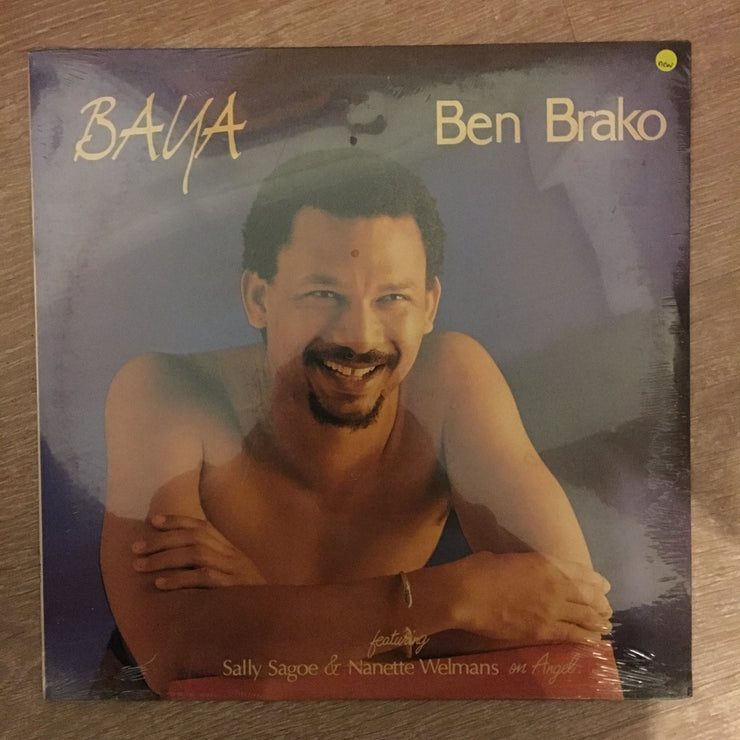 new
BAYA
Ben Brako
featuring
Sally Sagoe & Nanette Welmans on Angel.